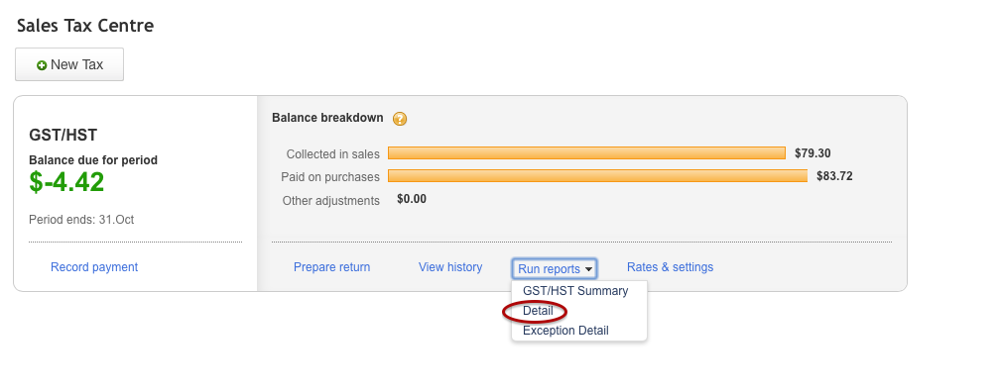 Sales Tax Centre
New Tax
GST/HST
Balance due for period
$-4.42
Period ends: 31.Oct
Record payment
Balance breakdown ?
Collected in sales $79.30
Paid on purchases $83.72
Other adjustments $0.00
Prepare return View history Run reports Rates & settings
GST/HST Summary
Detail
Exception Detail